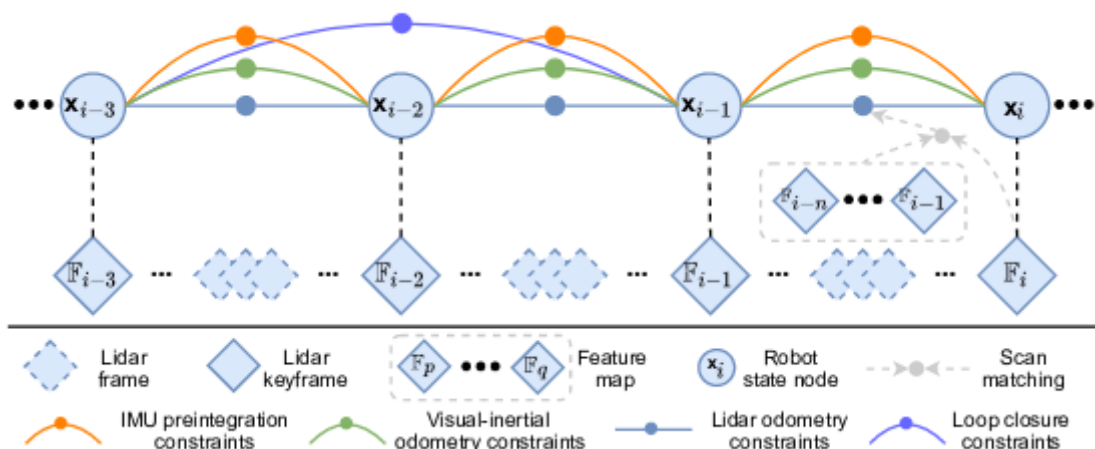 ••• x_{i−3} x_{i−2} x_{i−1} x_i •••
𝔽_{i−n} ••• 𝔽_{i−1}
𝔽_{i−3} ... ... 𝔽_{i−2} ... ... 𝔽_{i−1} ... ... 𝔽_i
Lidar frame
Lidar keyframe
𝔽_p ••• 𝔽_q
Feature map
x_i
Robot state node
Scan matching
IMU preintegration constraints
Visual-inertial odometry constraints
Lidar odometry constraints
Loop closure constraints